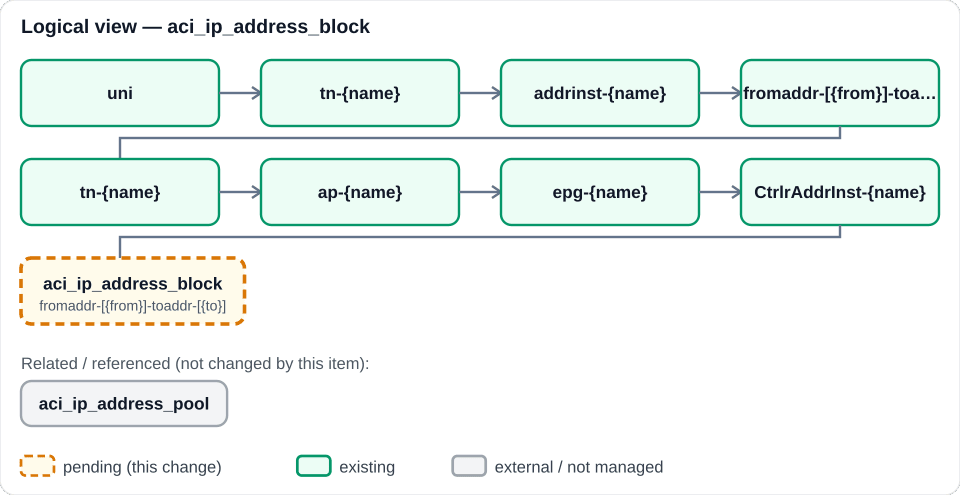 Logical view — aci_ip_address_block
uni
tn-{name}
addrinst-{name}
fromaddr-[{from}]-toa...
tn-{name}
ap-{name}
epg-{name}
CtrlrAddrInst-{name}
aci_ip_address_block
fromaddr-[{from}]-toaddr-[{to}]
Related / referenced (not changed by this item):
aci_ip_address_pool
pending (this change)
existing
external / not managed